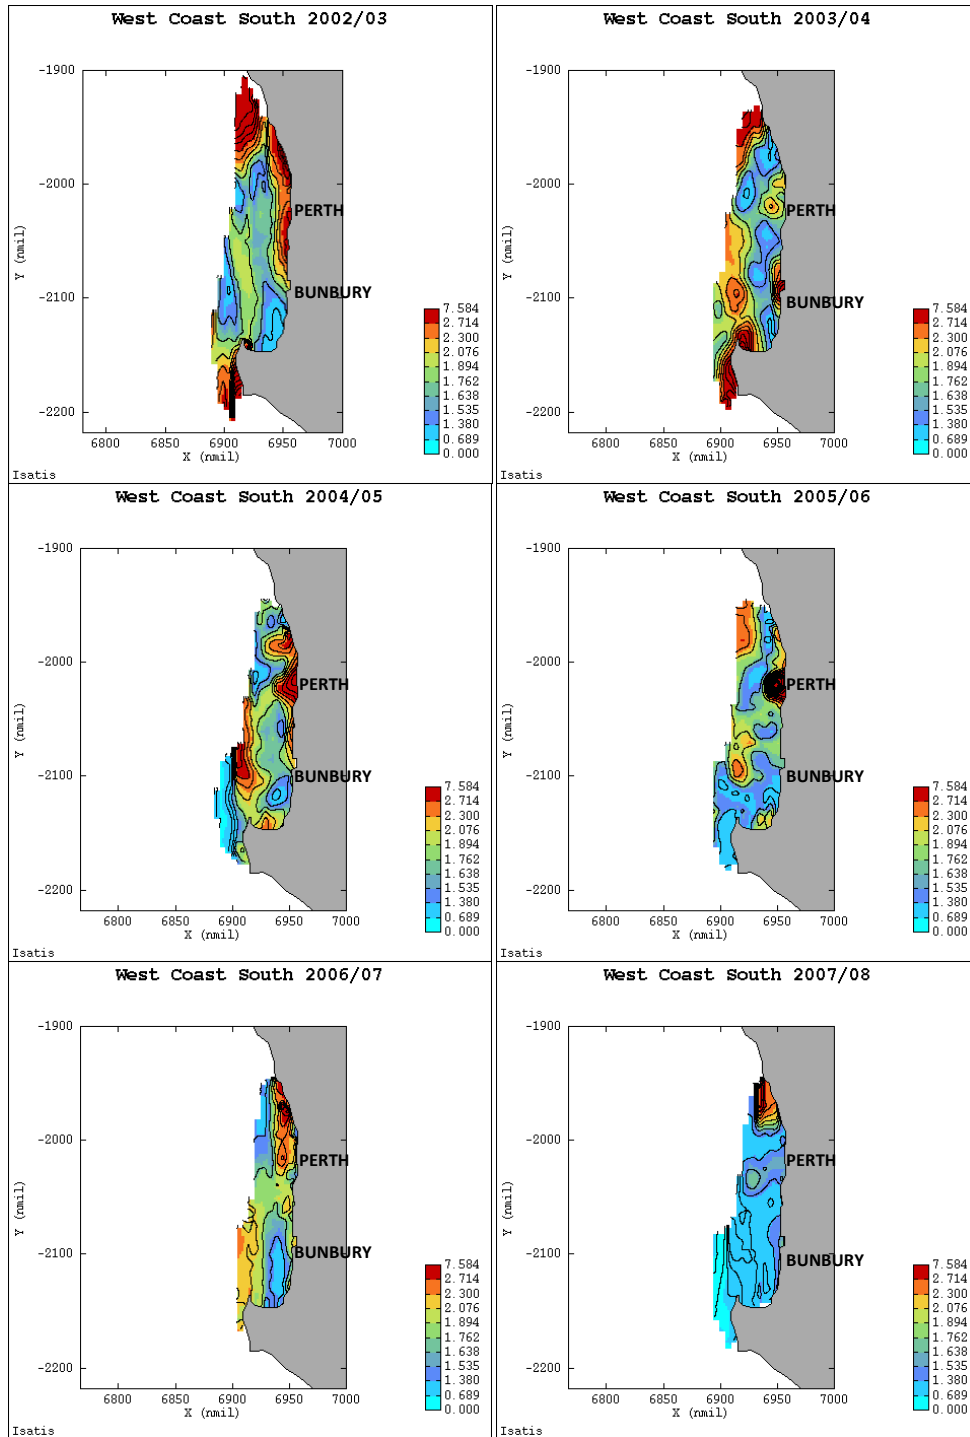 West Coast South 2002/03
-1900
-2000
-2100
-2200
Y (nmil)
6800 6850 6900 6950 7000
X (nmil)
PERTH
BUNBURY
7.584
2.714
2.300
2.076
1.894
1.762
1.638
1.535
1.380
0.689
0.000
Isatis
West Coast South 2003/04
-1900
-2000
-2100
-2200
Y (nmil)
6800 6850 6900 6950 7000
X (nmil)
PERTH
BUNBURY
7.584
2.714
2.300
2.076
1.894
1.762
1.638
1.535
1.380
0.689
0.000
Isatis
West Coast South 2004/05
-1900
-2000
-2100
-2200
Y (nmil)
6800 6850 6900 6950 7000
X (nmil)
PERTH
BUNBURY
7.584
2.714
2.300
2.076
1.894
1.762
1.638
1.535
1.380
0.689
0.000
Isatis
West Coast South 2005/06
-1900
-2000
-2100
-2200
Y (nmil)
6800 6850 6900 6950 7000
X (nmil)
PERTH
BUNBURY
7.584
2.714
2.300
2.076
1.894
1.762
1.638
1.535
1.380
0.689
0.000
Isatis
West Coast South 2006/07
-1900
-2000
-2100
-2200
Y (nmil)
6800 6850 6900 6950 7000
X (nmil)
PERTH
BUNBURY
7.584
2.714
2.300
2.076
1.894
1.762
1.638
1.535
1.380
0.689
0.000
Isatis
West Coast South 2007/08
-1900
-2000
-2100
-2200
Y (nmil)
6800 6850 6900 6950 7000
X (nmil)
PERTH
BUNBURY
7.584
2.714
2.300
2.076
1.894
1.762
1.638
1.535
1.380
0.689
0.000
Isatis